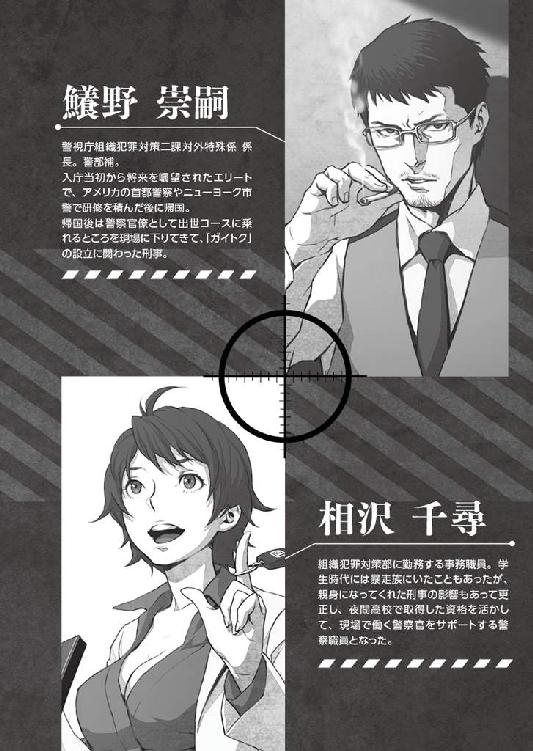 鱶野 崇嗣
警視庁組織犯罪対策二課対外特殊係 係
長。警部補。
入庁当初から将来を嘱望されたエリート
で、アメリカの首都警察やニューヨーク市
警で研修を積んだ後に帰国。
帰国後は警察官僚として出世コースに乗
れるところを現場に下りてきて、「ガイトク」
の設立に関わった刑事。
相沢 千尋
組織犯罪対策部に勤務する事務職員。学
生時代には暴走族にいたこともあったが、
親身になってくれた刑事の影響もあって更
正し、夜間高校で取得した資格を活かし
て、現場で働く警察官をサポートする警
察職員となった。